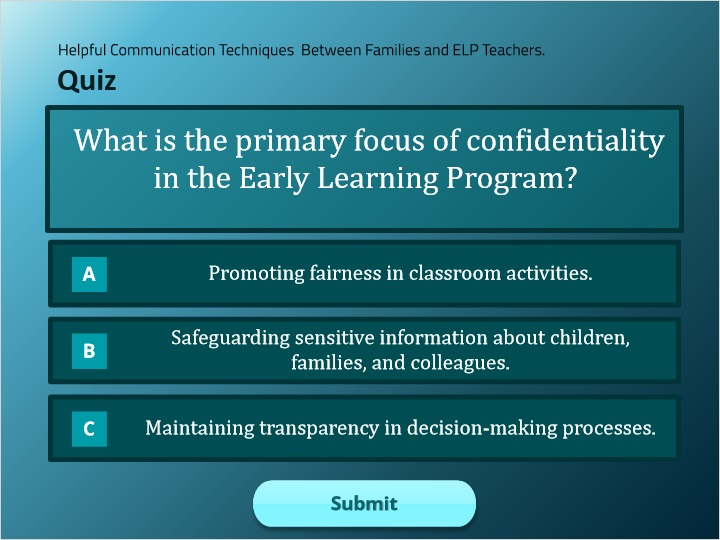 Helpful Communication Techniques  Between Families and ELP Teachers.
Quiz
What is the primary focus of confidentiality
in the Early Learning Program?
A
Promoting fairness in classroom activities.
B
Safeguarding sensitive information about children,
families, and colleagues.
C
Maintaining transparency in decision-making processes.
Submit